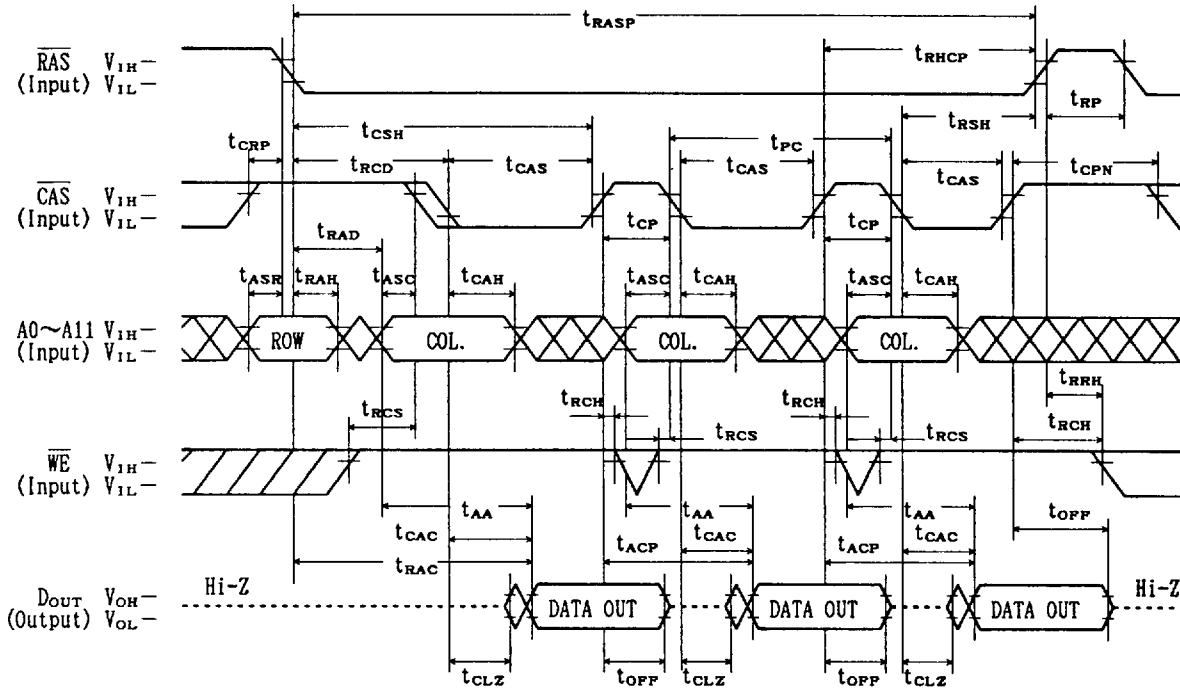 tRASP
RAS VIH
tRHCP
(Input) VIL
tRP
tCSH
tRSH
tCRP
tPC
tRCD tCAS tCAS tCAS tCPN
CAS VIH
(Input) VIL
tCP tCP
tRAD
tASR tRAH tASC tCAH tASC tCAH tASC tCAH
A0~A11 VIH
(Input) VIL
ROW COL. COL. COL.
tRRH
tRCH tRCH
tRCS tRCS tRCS tRCH
WE VIH
(Input) VIL
tAA tAA tAA tOFF
tCAC tACP tCAC tACP tCAC
tRAC
Hi-Z Hi-Z
DOUT VOH
(Output) VOL
DATA OUT DATA OUT DATA OUT
tCLZ tOFF tCLZ tOFF tCLZ